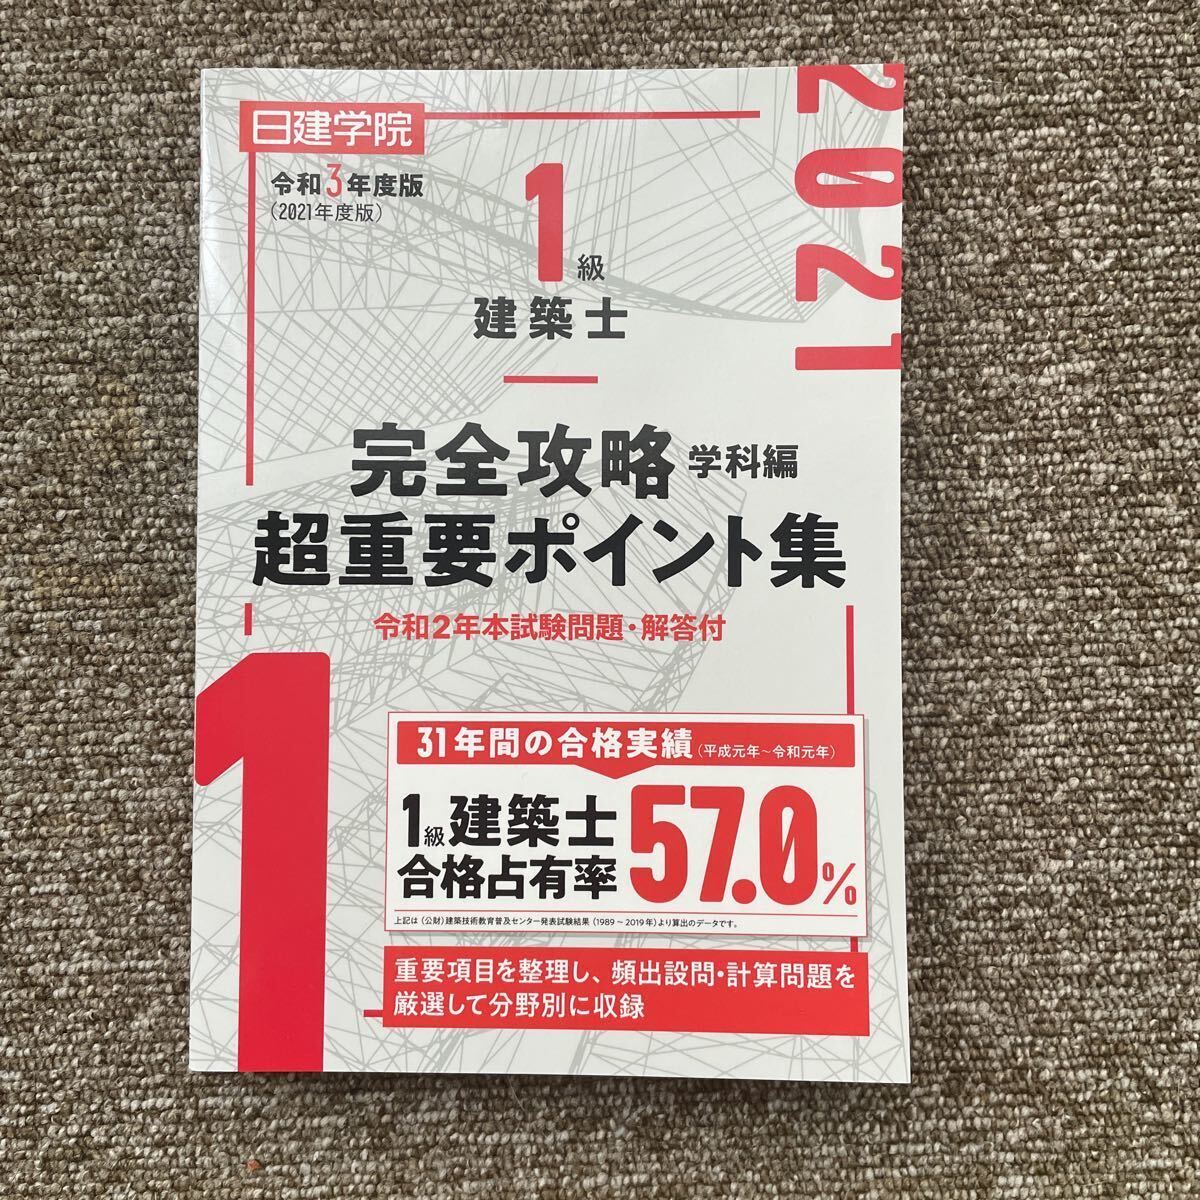 日建学院
令和3年度版
（2021年度版）
2021
1級
建築士
完全攻略 学科編
超重要ポイント集
令和2年本試験問題・解答付
1
31年間の合格実績（平成元年～令和元年）
1級建築士
合格占有率
57.0%
上記は（公財）建築技術教育普及センター発表試験結果（1989～2019年）より算出のデータです。
重要項目を整理し、頻出設問・計算問題を
厳選して分野別に収録